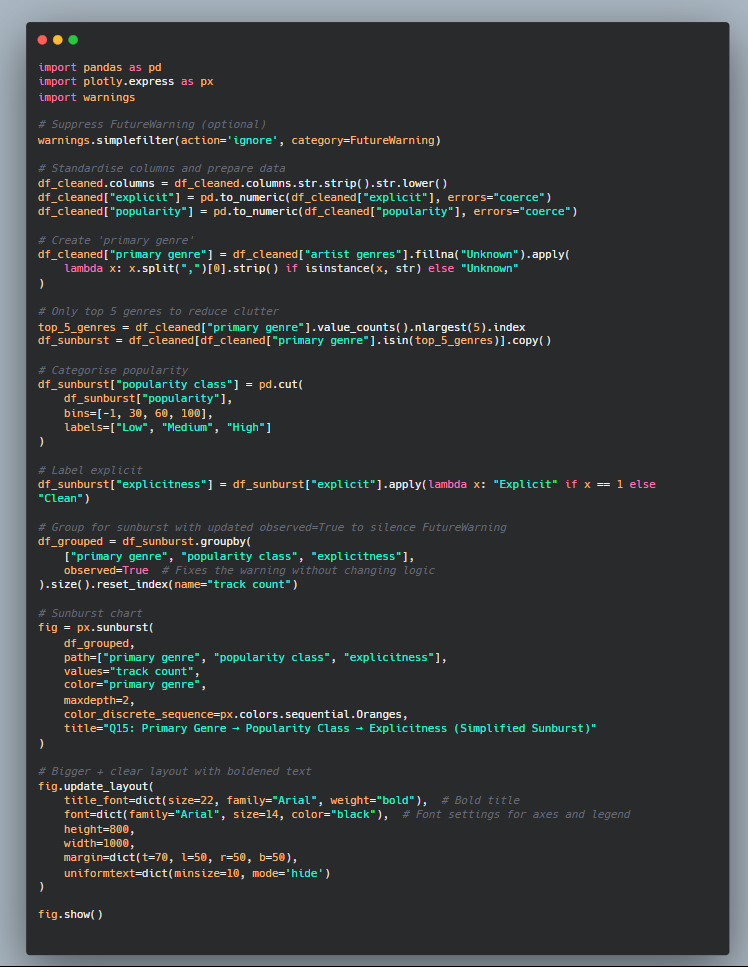 import pandas as pd
import plotly.express as px
import warnings

# Suppress FutureWarning (optional)
warnings.simplefilter(action='ignore', category=FutureWarning)

# Standardise columns and prepare data
df_cleaned.columns = df_cleaned.columns.str.strip().str.lower()
df_cleaned["explicit"] = pd.to_numeric(df_cleaned["explicit"], errors="coerce")
df_cleaned["popularity"] = pd.to_numeric(df_cleaned["popularity"], errors="coerce")

# Create 'primary genre'
df_cleaned["primary genre"] = df_cleaned["artist genres"].fillna("Unknown").apply(
    lambda x: x.split(",")[0].strip() if isinstance(x, str) else "Unknown"
)

# Only top 5 genres to reduce clutter
top_5_genres = df_cleaned["primary genre"].value_counts().nlargest(5).index
df_sunburst = df_cleaned[df_cleaned["primary genre"].isin(top_5_genres)].copy()

# Categorise popularity
df_sunburst["popularity class"] = pd.cut(
    df_sunburst["popularity"],
    bins=[-1, 30, 60, 100],
    labels=["Low", "Medium", "High"]
)

# Label explicit
df_sunburst["explicitness"] = df_sunburst["explicit"].apply(lambda x: "Explicit" if x == 1 else
"Clean")

# Group for sunburst with updated observed=True to silence FutureWarning
df_grouped = df_sunburst.groupby(
    ["primary genre", "popularity class", "explicitness"],
    observed=True  # Fixes the warning without changing logic
).size().reset_index(name="track count")

# Sunburst chart
fig = px.sunburst(
    df_grouped,
    path=["primary genre", "popularity class", "explicitness"],
    values="track count",
    color="primary genre",
    maxdepth=2,
    color_discrete_sequence=px.colors.sequential.Oranges,
    title="Q15: Primary Genre → Popularity Class → Explicitness (Simplified Sunburst)"
)

# Bigger + clear layout with boldened text
fig.update_layout(
    title_font=dict(size=22, family="Arial", weight="bold"),  # Bold title
    font=dict(family="Arial", size=14, color="black"),  # Font settings for axes and legend
    height=800,
    width=1000,
    margin=dict(t=70, l=50, r=50, b=50),
    uniformtext=dict(minsize=10, mode='hide')
)

fig.show()